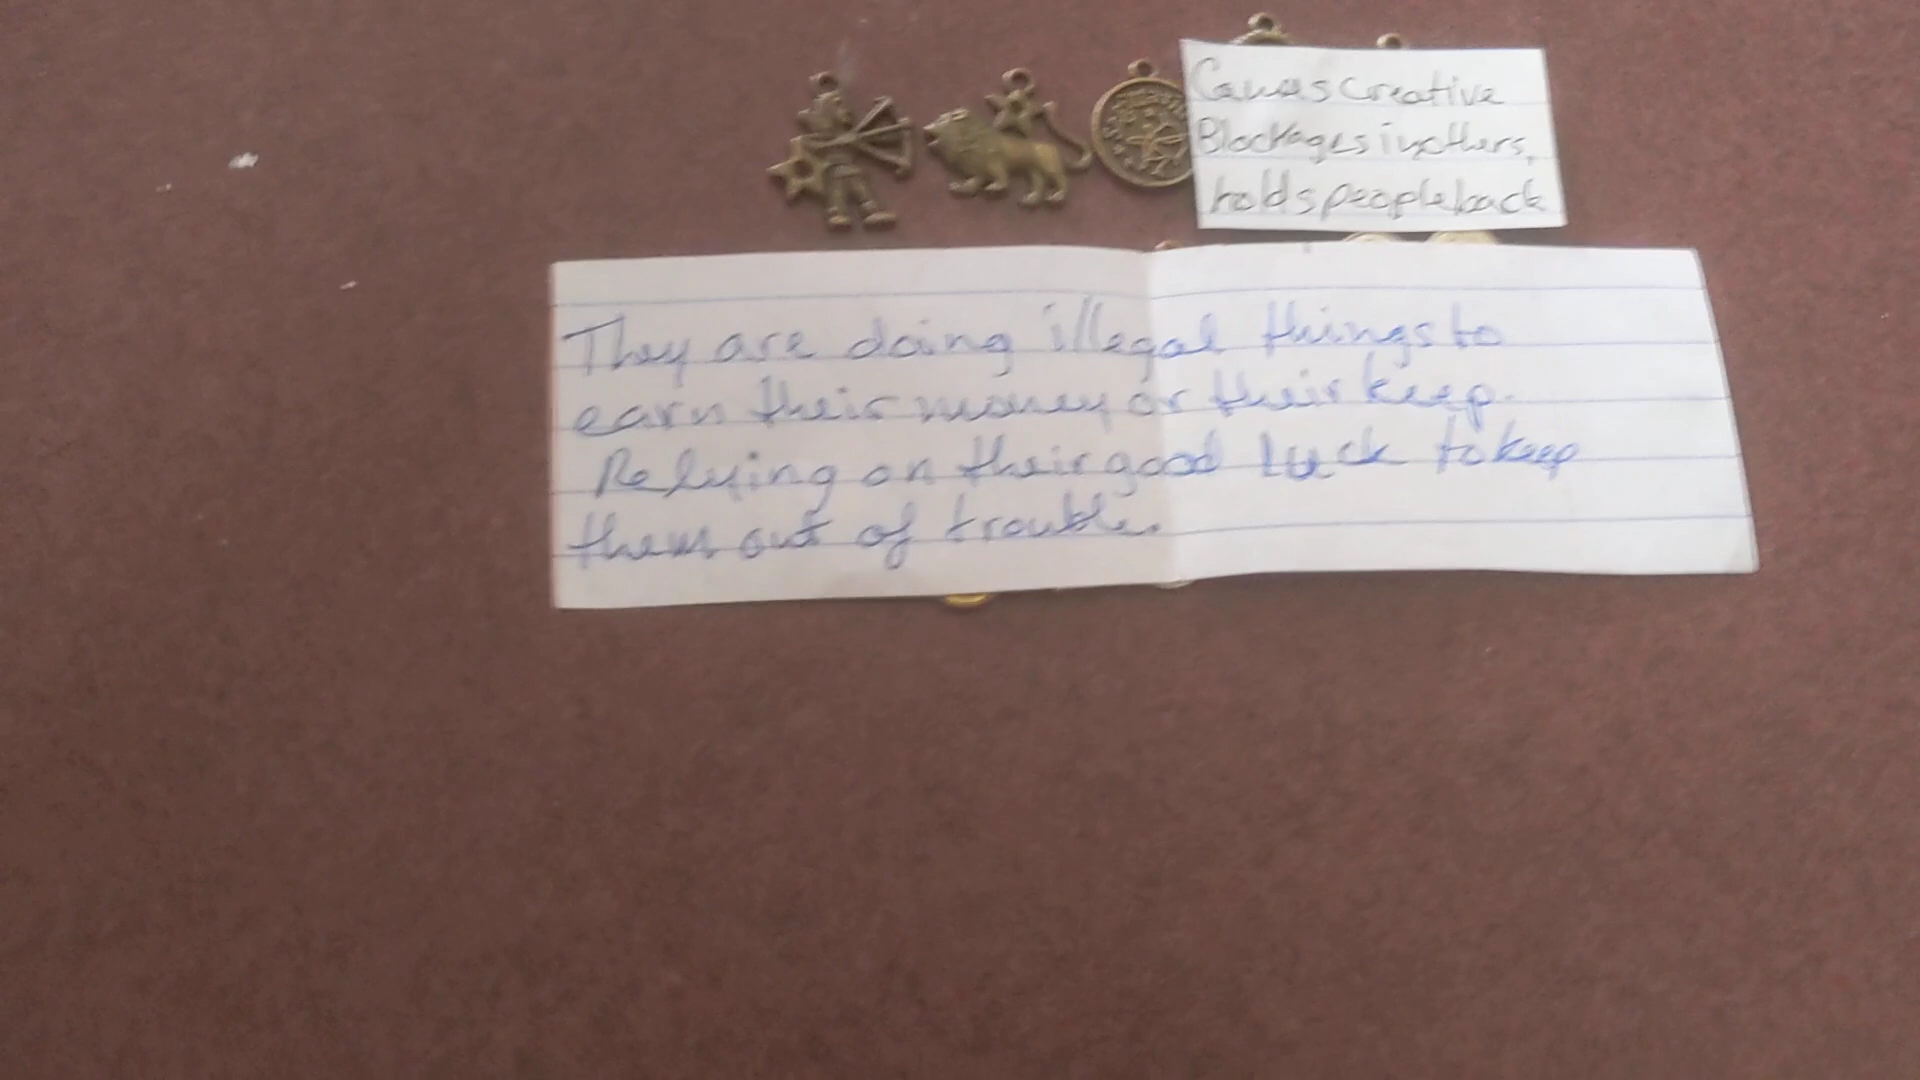 Causes creative
Blockages in others,
holds people back
They are doing illegal things to
earn their money or their keep.
Relying on their good luck to keep
them out of trouble.